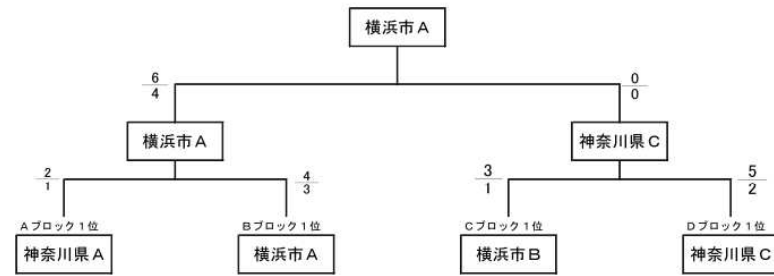 横浜市A
6
4
0
0
横浜市A
神奈川県C
2
1
4
3
3
1
5
2
Aブロック1位
Bブロック1位
Cブロック1位
Dブロック1位
神奈川県A
横浜市A
横浜市B
神奈川県C